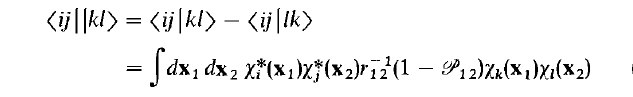 ⟨ij||kl⟩ = ⟨ij|kl⟩ − ⟨ij|lk⟩
= ∫dx₁ dx₂ χᵢ*(x₁)χⱼ*(x₂)r₁₂⁻¹(1 − 𝒫₁₂)χₖ(x₁)χₗ(x₂)